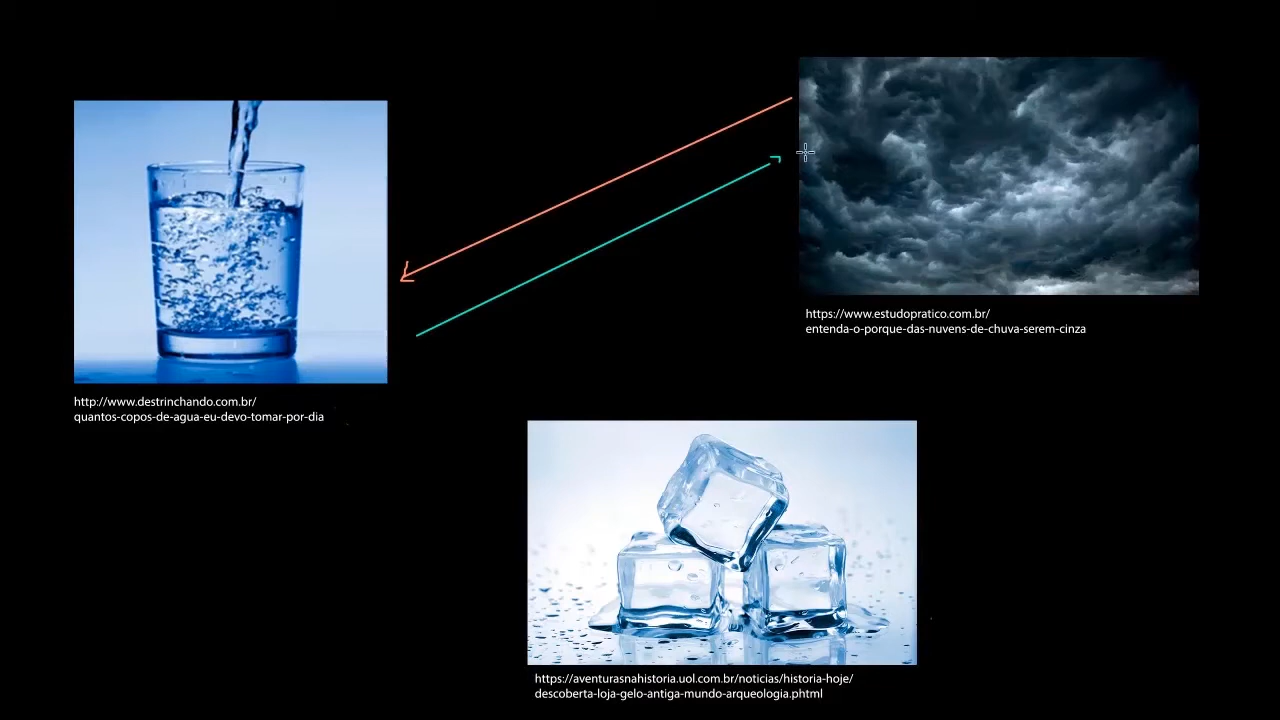 http://www.destrinchando.com.br/
quantos-copos-de-agua-eu-devo-tomar-por-dia
https://www.estudopratico.com.br/
entenda-o-porque-das-nuvens-de-chuva-serem-cinza
https://aventurasnahistoria.uol.com.br/noticias/historia-hoje/
descoberta-loja-gelo-antiga-mundo-arqueologia.phtml